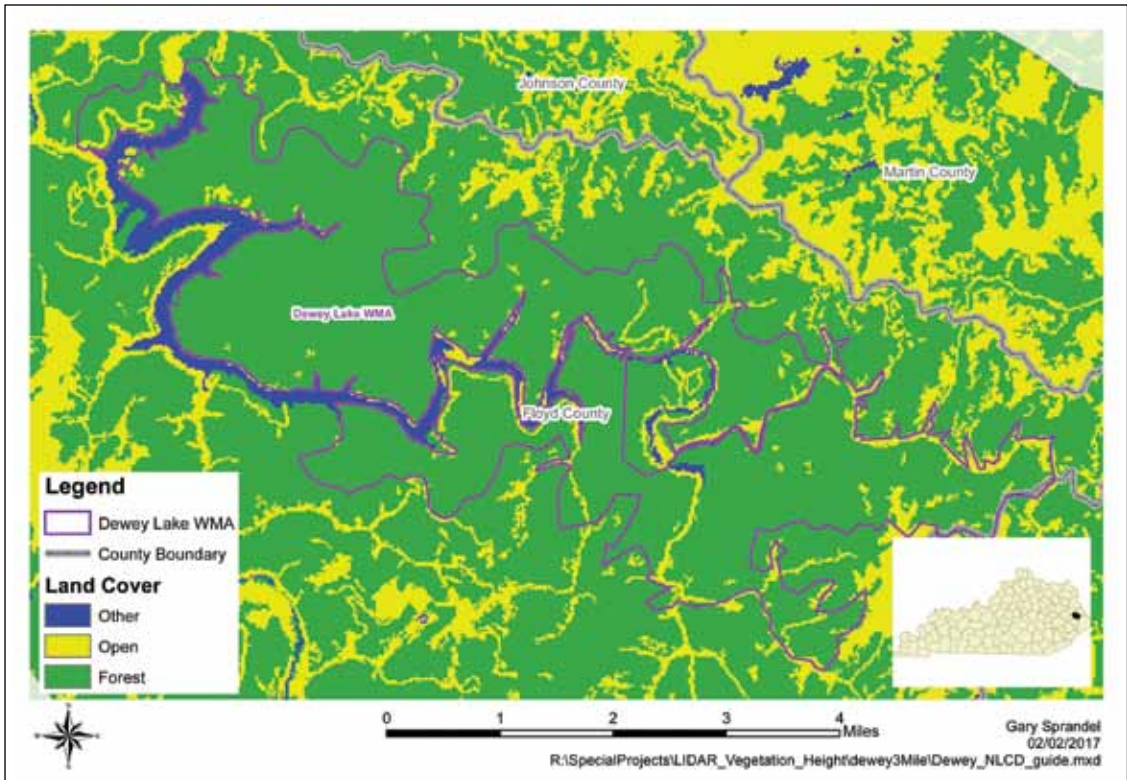 Johnson County
Martin County
Dewey Lake WMA
Floyd County
Legend
Dewey Lake WMA
County Boundary
Land Cover
Other
Open
Forest
0 1 2 3 4
Miles
Gary Sprandel
02/02/2017
R:\SpecialProjects\LIDAR_Vegetation_Height\dewey3Mile\Dewey_NLCD_guide.mxd